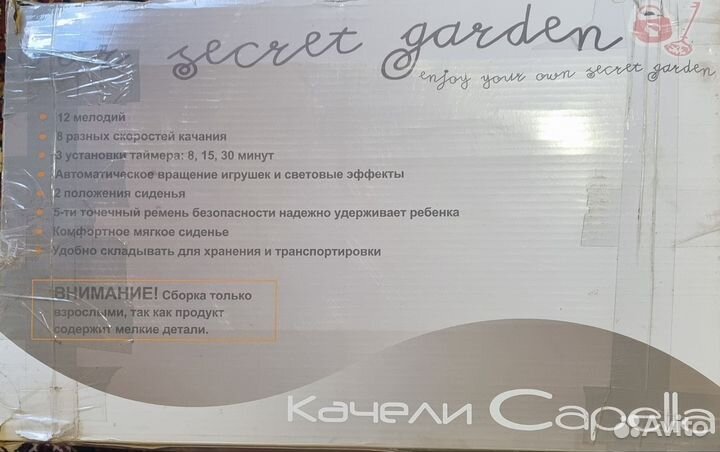 secret garden
enjoy your own secret garden
12 мелодий
8 разных скоростей качания
3 установки таймера: 8, 15, 30 минут
Автоматическое вращение игрушек и световые эффекты
2 положения сиденья
5-ти точечный ремень безопасности надежно удерживает ребенка
Комфортное мягкое сиденье
Удобно складывать для хранения и транспортировки
ВНИМАНИЕ! Сборка только
взрослыми, так как продукт
содержит мелкие детали.
Качели Capella
Avito